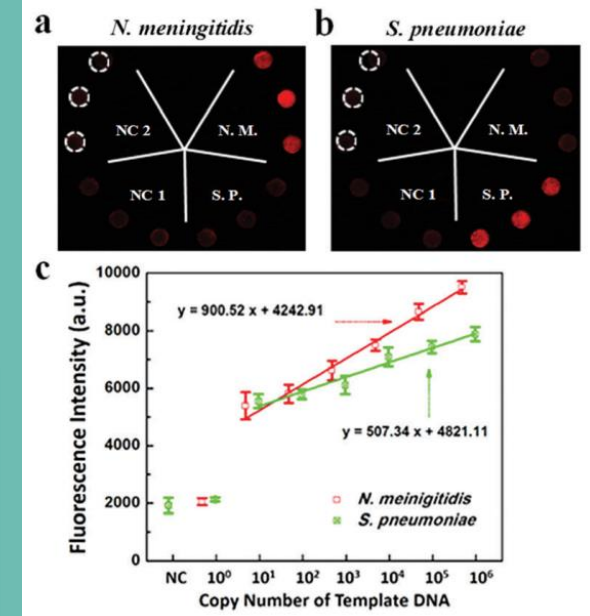 a N. meningitidis
b S. pneumoniae
NC 2 N. M.
NC 1 S. P.
NC 2 N. M.
NC 1 S. P.
c
Fluorescence Intensity (a.u.)
10000
8000
6000
4000
2000
0
y = 900.52 x + 4242.91
y = 507.34 x + 4821.11
N. meinigitidis
S. pneumoniae
NC 10⁰ 10¹ 10² 10³ 10⁴ 10⁵ 10⁶
Copy Number of Template DNA